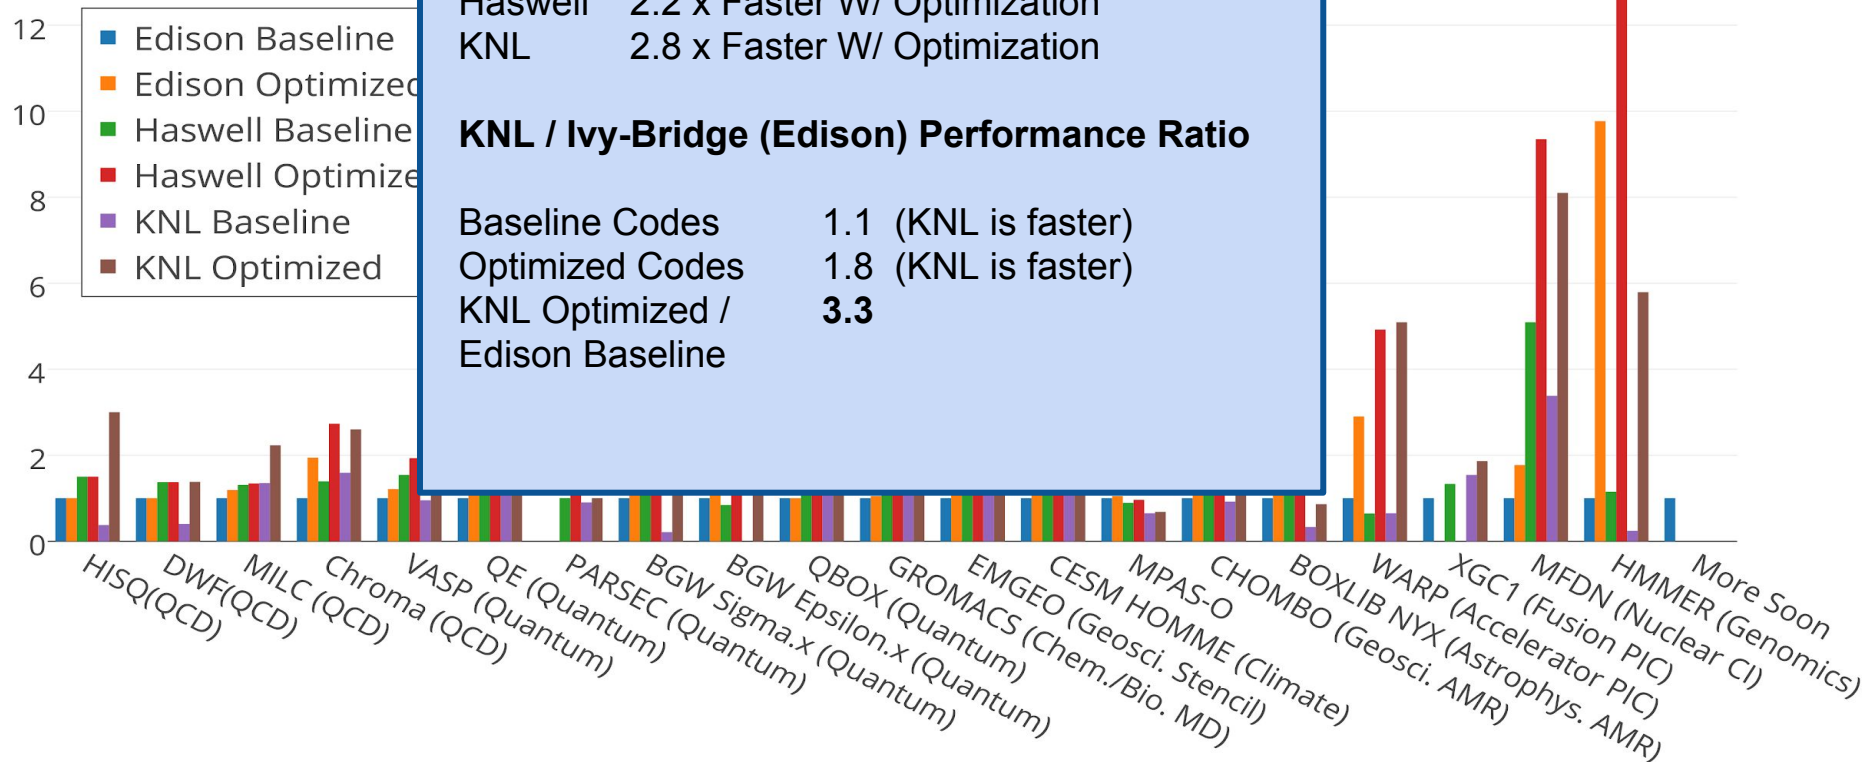 Haswell 2.2 x Faster W/ Optimization
KNL 2.8 x Faster W/ Optimization
KNL / Ivy-Bridge (Edison) Performance Ratio
Baseline Codes 1.1 (KNL is faster)
Optimized Codes 1.8 (KNL is faster)
KNL Optimized / 3.3
Edison Baseline
Edison Baseline
Edison Optimized
Haswell Baseline
Haswell Optimize
KNL Baseline
KNL Optimized
12
10
8
6
4
2
0
HISQ(QCD)
DWF(QCD)
MILC (QCD)
Chroma (QCD)
VASP (Quantum)
QE (Quantum)
PARSEC (Quantum)
BGW Sigma.x (Quantum)
BGW Epsilon.x (Quantum)
QBOX (Quantum)
GROMACS (Chem./Bio. MD)
EMGEO (Geosci. Stencil)
CESM HOMME (Climate)
MPAS-O
CHOMBO (Geosci. AMR)
BOXLIB NYX (Astrophys. AMR)
WARP (Accelerator PIC)
XGC1 (Fusion PIC)
MFDN (Nuclear CI)
HMMER (Genomics)
More Soon